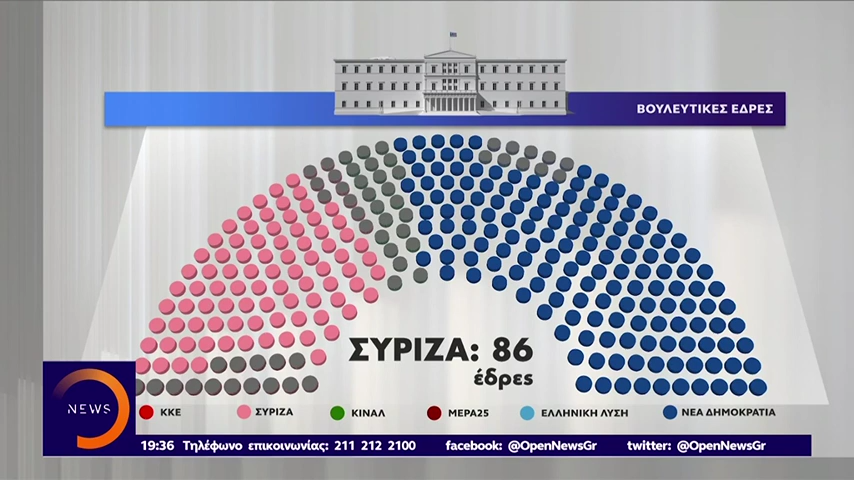 ΒΟΥΛΕΥΤΙΚΕΣ ΕΔΡΕΣ
ΣΥΡΙΖΑ: 86
έδρες
ΚΚΕ ΣΥΡΙΖΑ ΚΙΝΑΛ ΜΕΡΑ25 ΕΛΛΗΝΙΚΗ ΛΥΣΗ ΝΕΑ ΔΗΜΟΚΡΑΤΙΑ
NEWS
19:36 Τηλέφωνο επικοινωνίας: 211 212 2100 facebook: @OpenNewsGr twitter: @OpenNewsGr